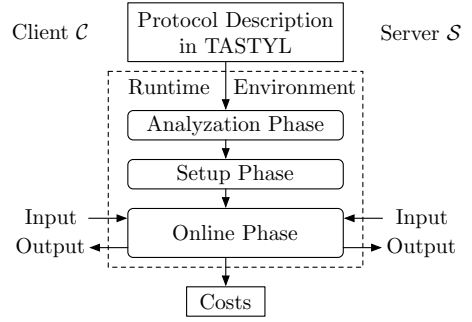 Client C
Protocol Description
in TASTYL
Server S
Runtime Environment
Analyzation Phase
Setup Phase
Input
Output
Online Phase
Input
Output
Costs